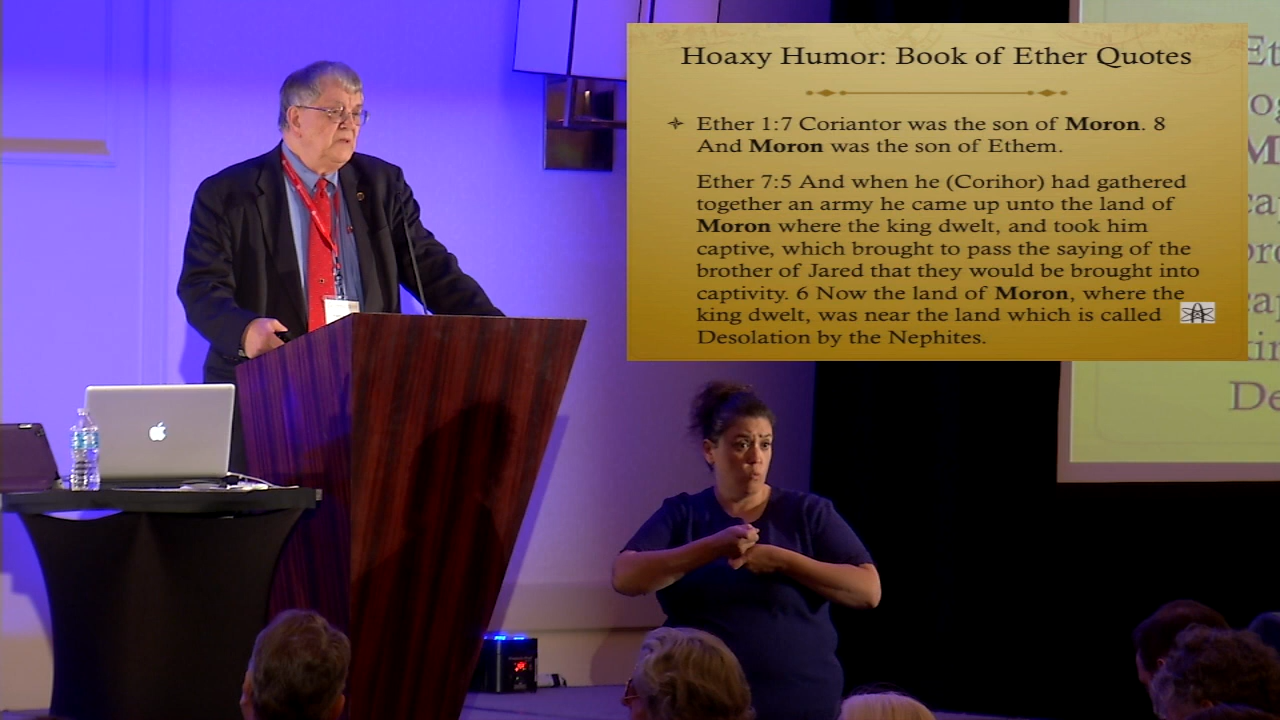 Hoaxy Humor: Book of Ether Quotes
Ether 1:7 Coriantor was the son of Moron. 8
And Moron was the son of Ethem.
Ether 7:5 And when he (Corihor) had gathered
together an army he came up unto the land of
Moron where the king dwelt, and took him
captive, which brought to pass the saying of the
brother of Jared that they would be brought into
captivity. 6 Now the land of Moron, where the
king dwelt, was near the land which is called
Desolation by the Nephites.
De